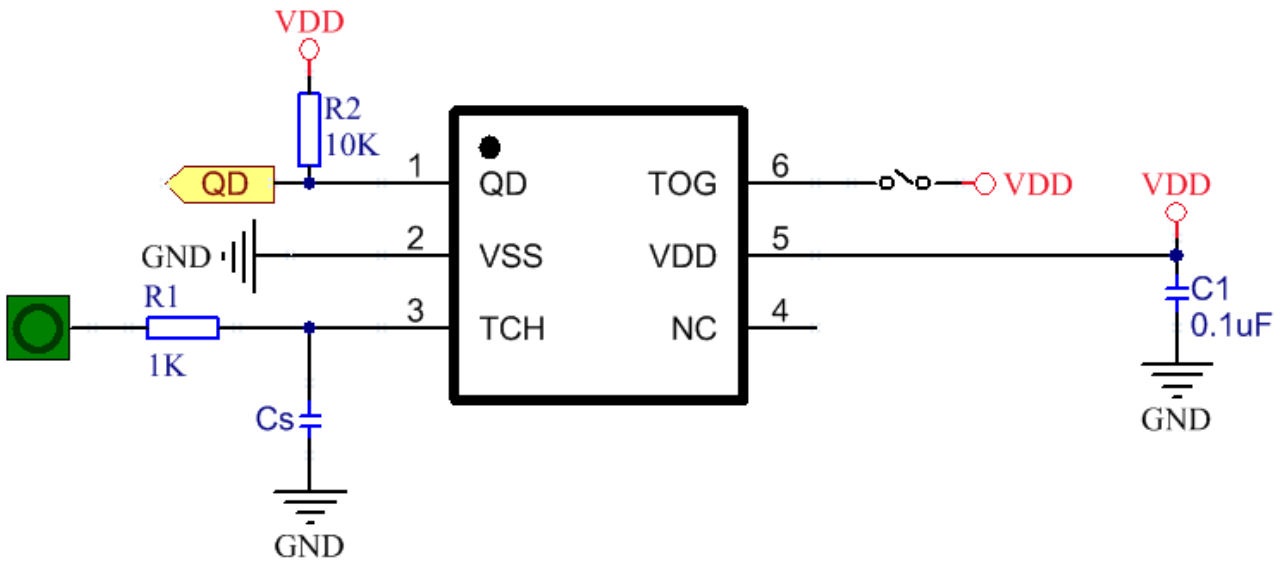 VDD
R2
10K
QD
1
QD
TOG
6
VDD
VDD
GND
2
VSS
VDD
5
R1
1K
3
TCH
NC
4
C1
0.1uF
Cs
GND
GND